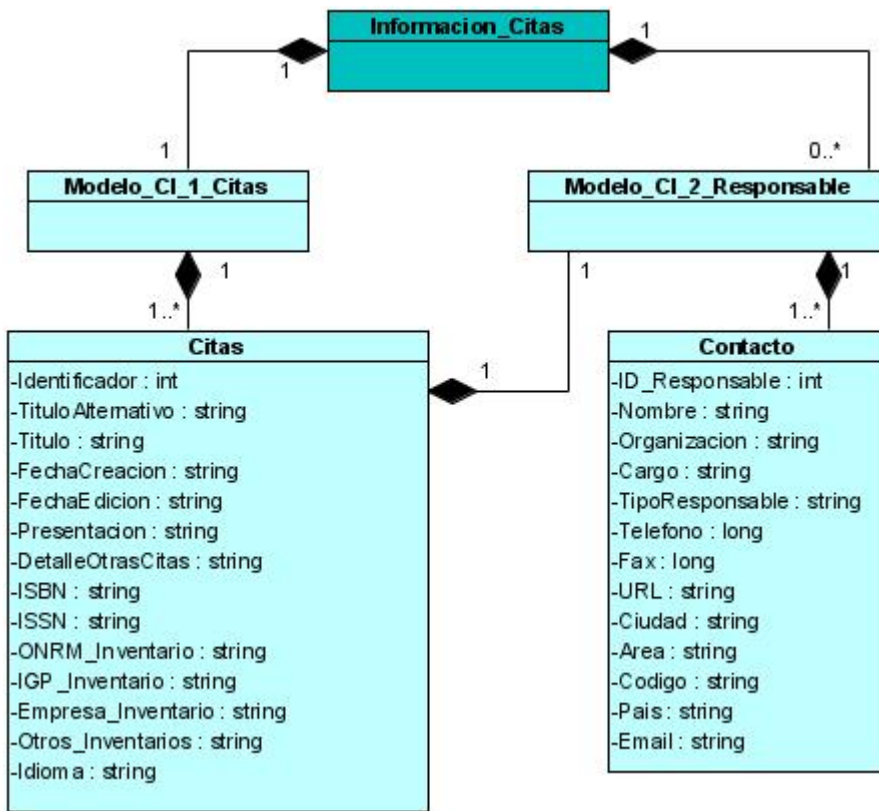 Informacion_Citas
1
1
1
0..*
Modelo_CI_1_Citas
Modelo_CI_2_Responsable
1
1
1
1..*
1..*
Citas
-Identificador : int
-TituloAlternativo : string
-Titulo : string
-FechaCreacion : string
-FechaEdicion : string
-Presentacion : string
-DetalleOtrasCitas : string
-ISBN : string
-ISSN : string
-ONRM_Inventario : string
-IGP_Inventario : string
-Empresa_Inventario : string
-Otros_Inventarios : string
-Idioma : string
1
Contacto
-ID_Responsable : int
-Nombre : string
-Organizacion : string
-Cargo : string
-TipoResponsable : string
-Telefono : long
-Fax : long
-URL : string
-Ciudad : string
-Area : string
-Codigo : string
-Pais : string
-Email : string